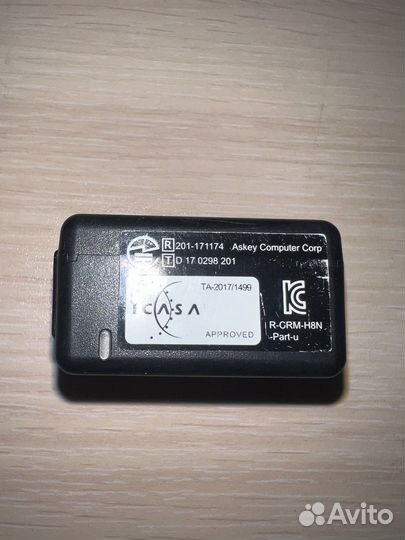 R 201-171174 Askey Computer Corp
T D 17 0298 201
TA-2017/1499
ICASA
APPROVED
R-CRM-H8N
-Part-u
Avito